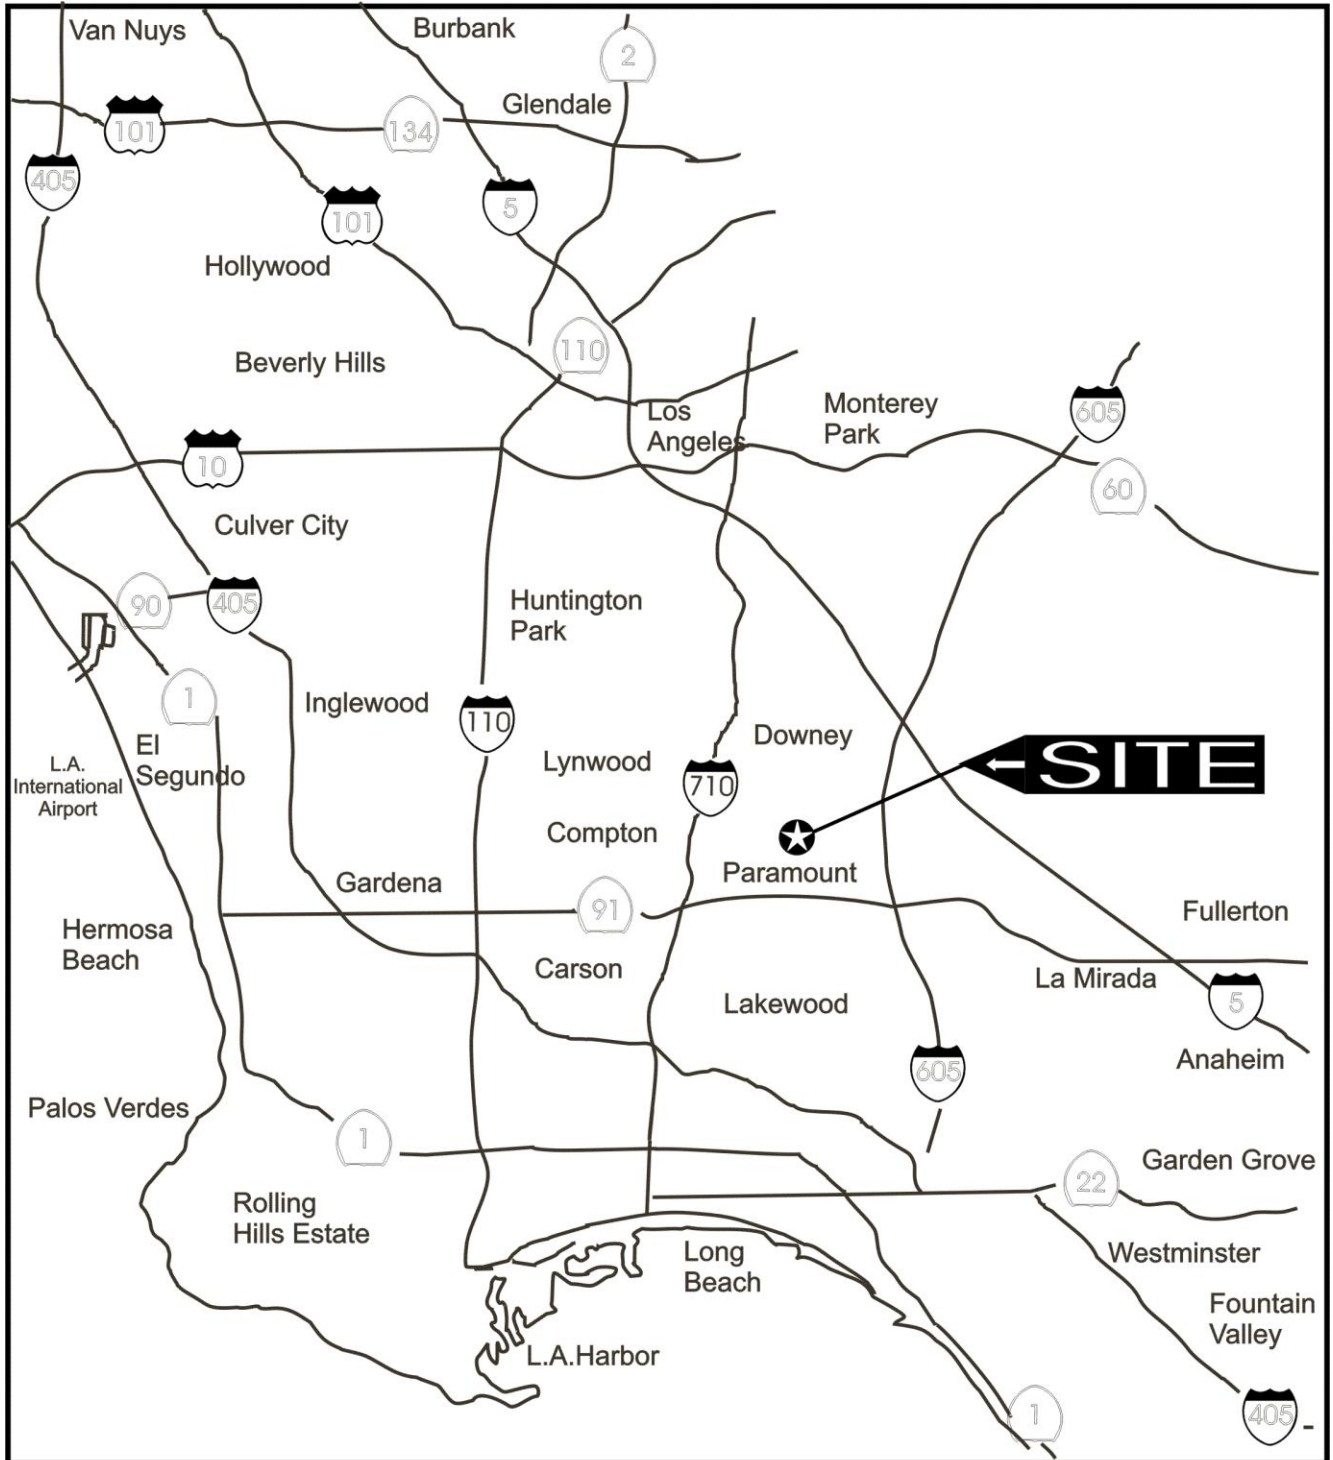 Van Nuys
Burbank
2
Glendale
101
134
405
5
101
Hollywood
110
Beverly Hills
Los
Angeles
Monterey
Park
605
10
60
Culver City
90
405
Huntington
Park
1
Inglewood
110
El
Segundo
L.A.
International
Airport
Lynwood
Downey
SITE
710
Compton
Paramount
Gardena
91
Fullerton
Hermosa
Beach
Carson
La Mirada
Lakewood
5
Anaheim
605
Palos Verdes
1
Garden Grove
22
Rolling
Hills Estate
Long
Beach
Westminster
Fountain
Valley
L.A.Harbor
1
405